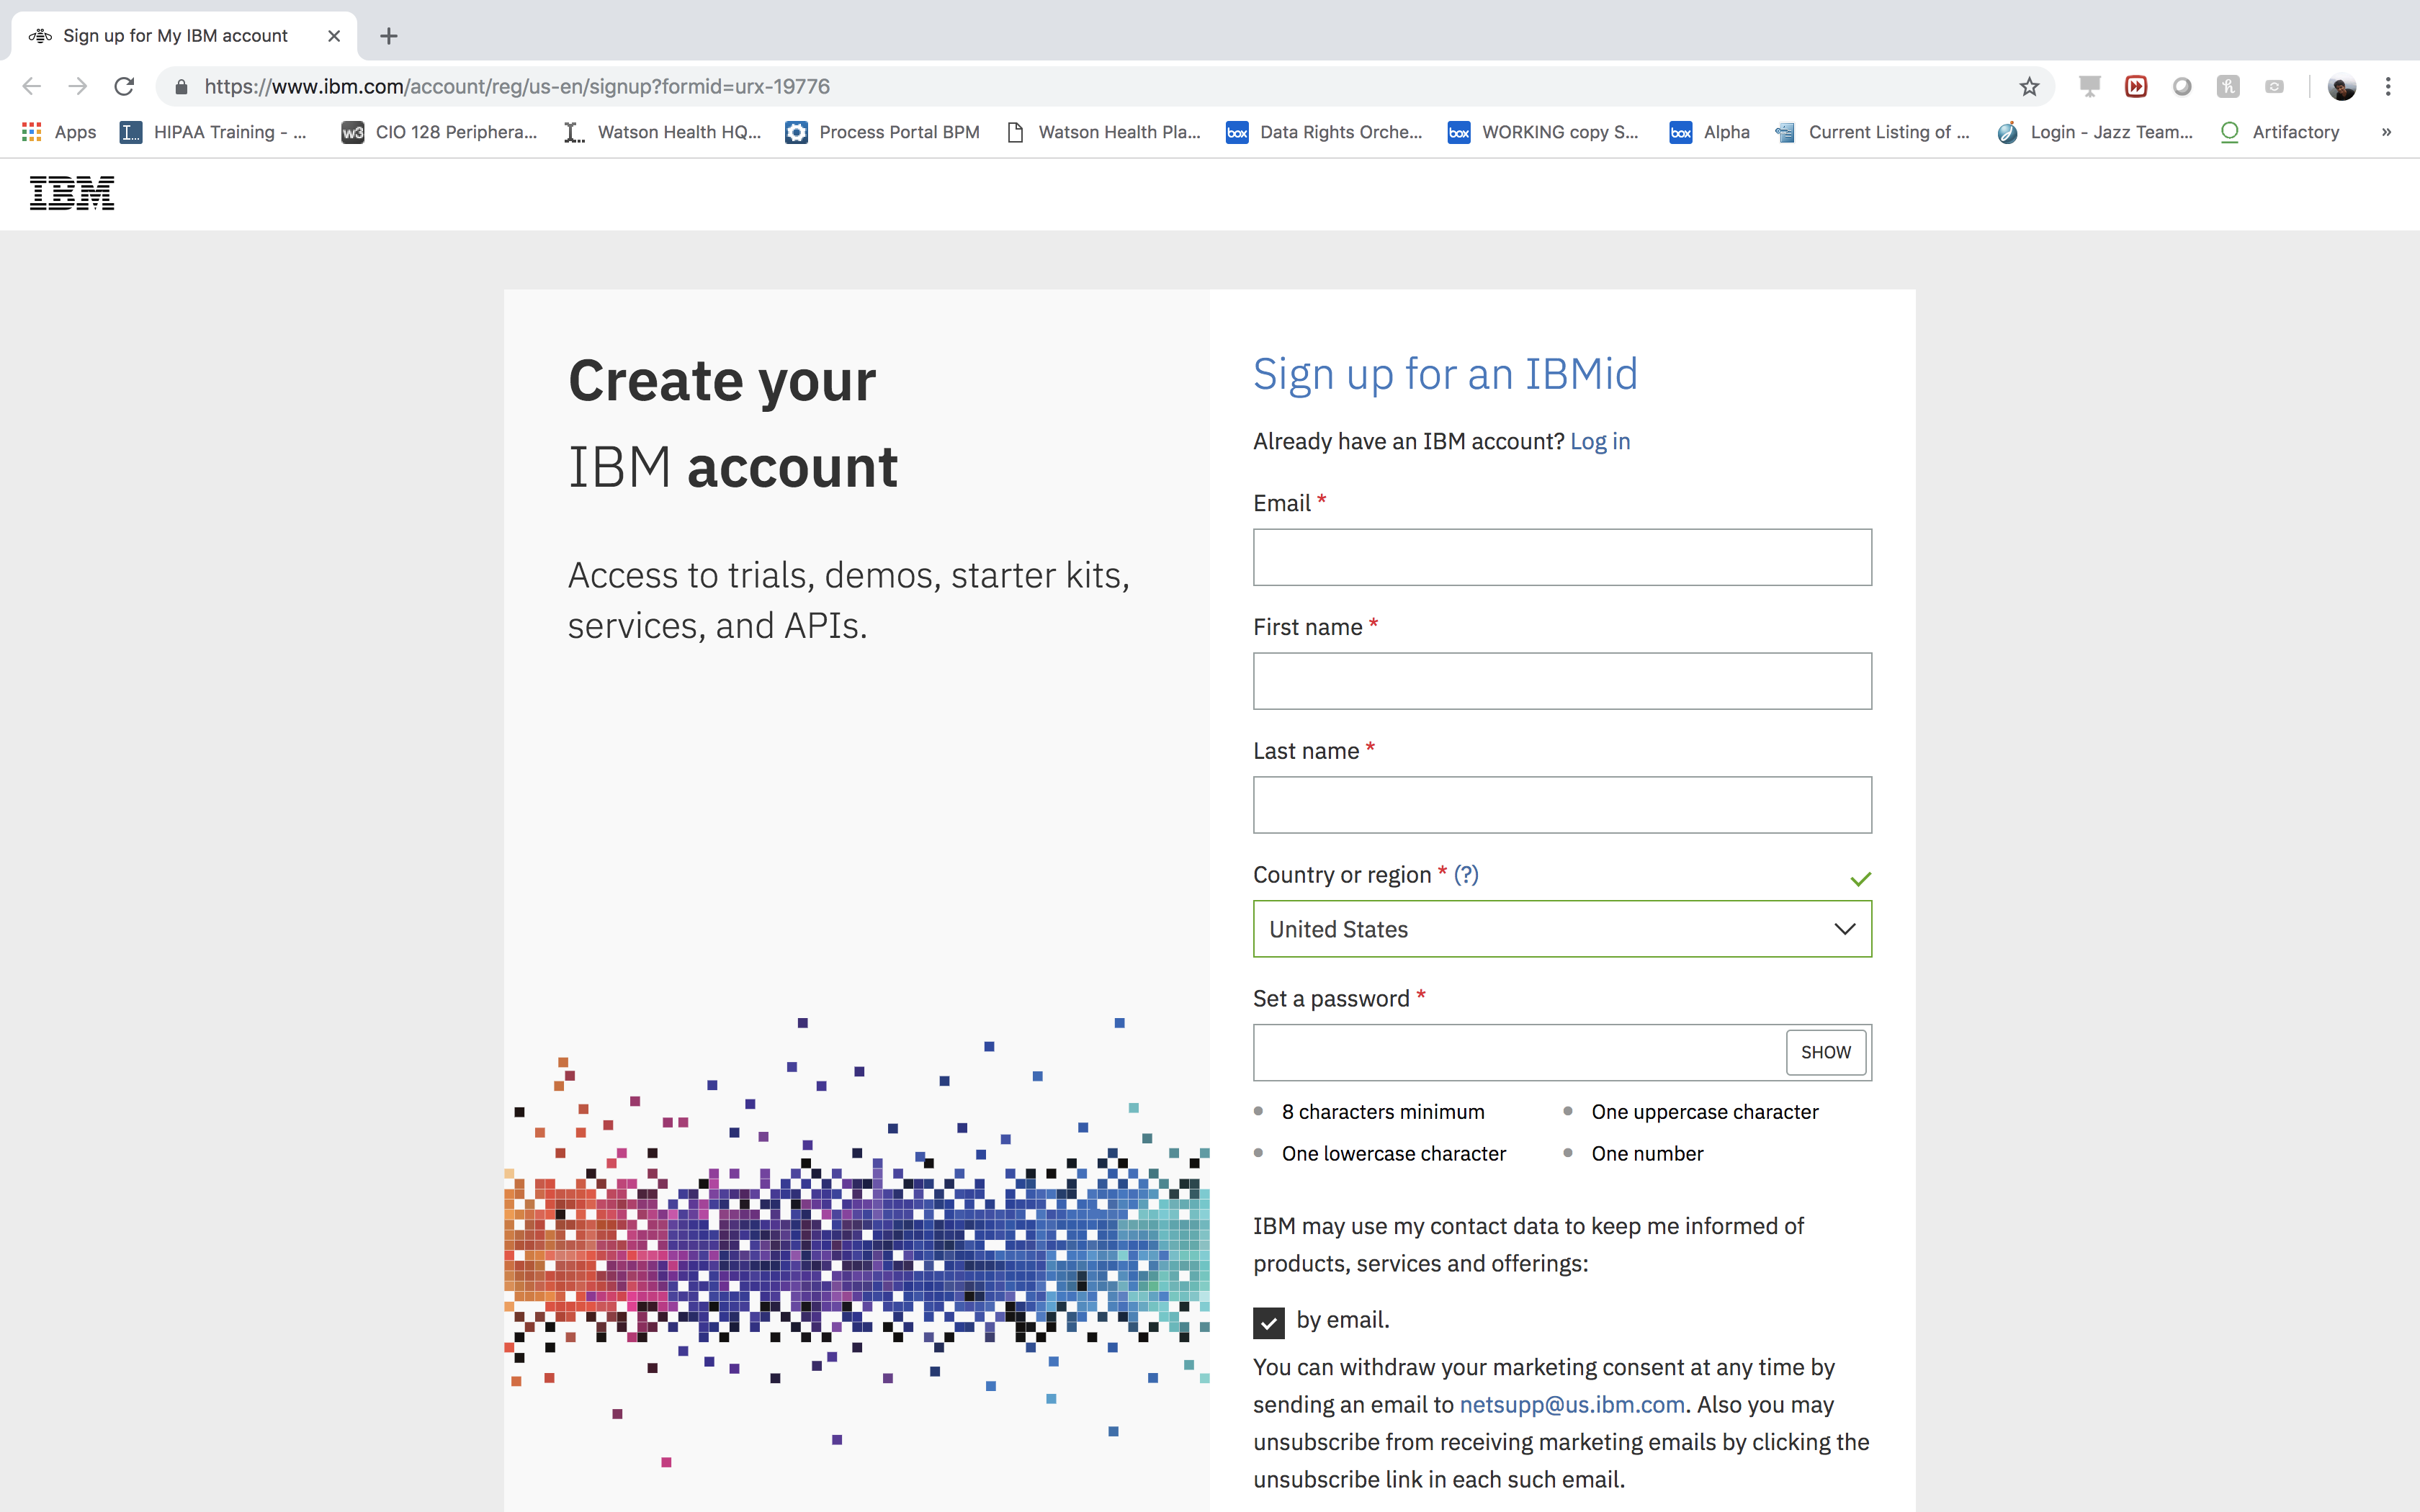 Sign up for My IBM account
https://www.ibm.com/account/reg/us-en/signup?formid=urx-19776
Apps
I... HIPAA Training - ...
w3 CIO 128 Periphera...
I... Watson Health HQ...
Process Portal BPM
Watson Health Pla...
box Data Rights Orche...
box WORKING copy S...
box Alpha
Current Listing of ...
Login - Jazz Team...
Artifactory
»
IBM
Create your
IBM account
Access to trials, demos, starter kits,
services, and APIs.
Sign up for an IBMid
Already have an IBM account? Log in
Email *
First name *
Last name *
Country or region * (?)
United States
Set a password *
SHOW
8 characters minimum
One uppercase character
One lowercase character
One number
IBM may use my contact data to keep me informed of
products, services and offerings:
by email.
You can withdraw your marketing consent at any time by
sending an email to netsupp@us.ibm.com. Also you may
unsubscribe from receiving marketing emails by clicking the
unsubscribe link in each such email.